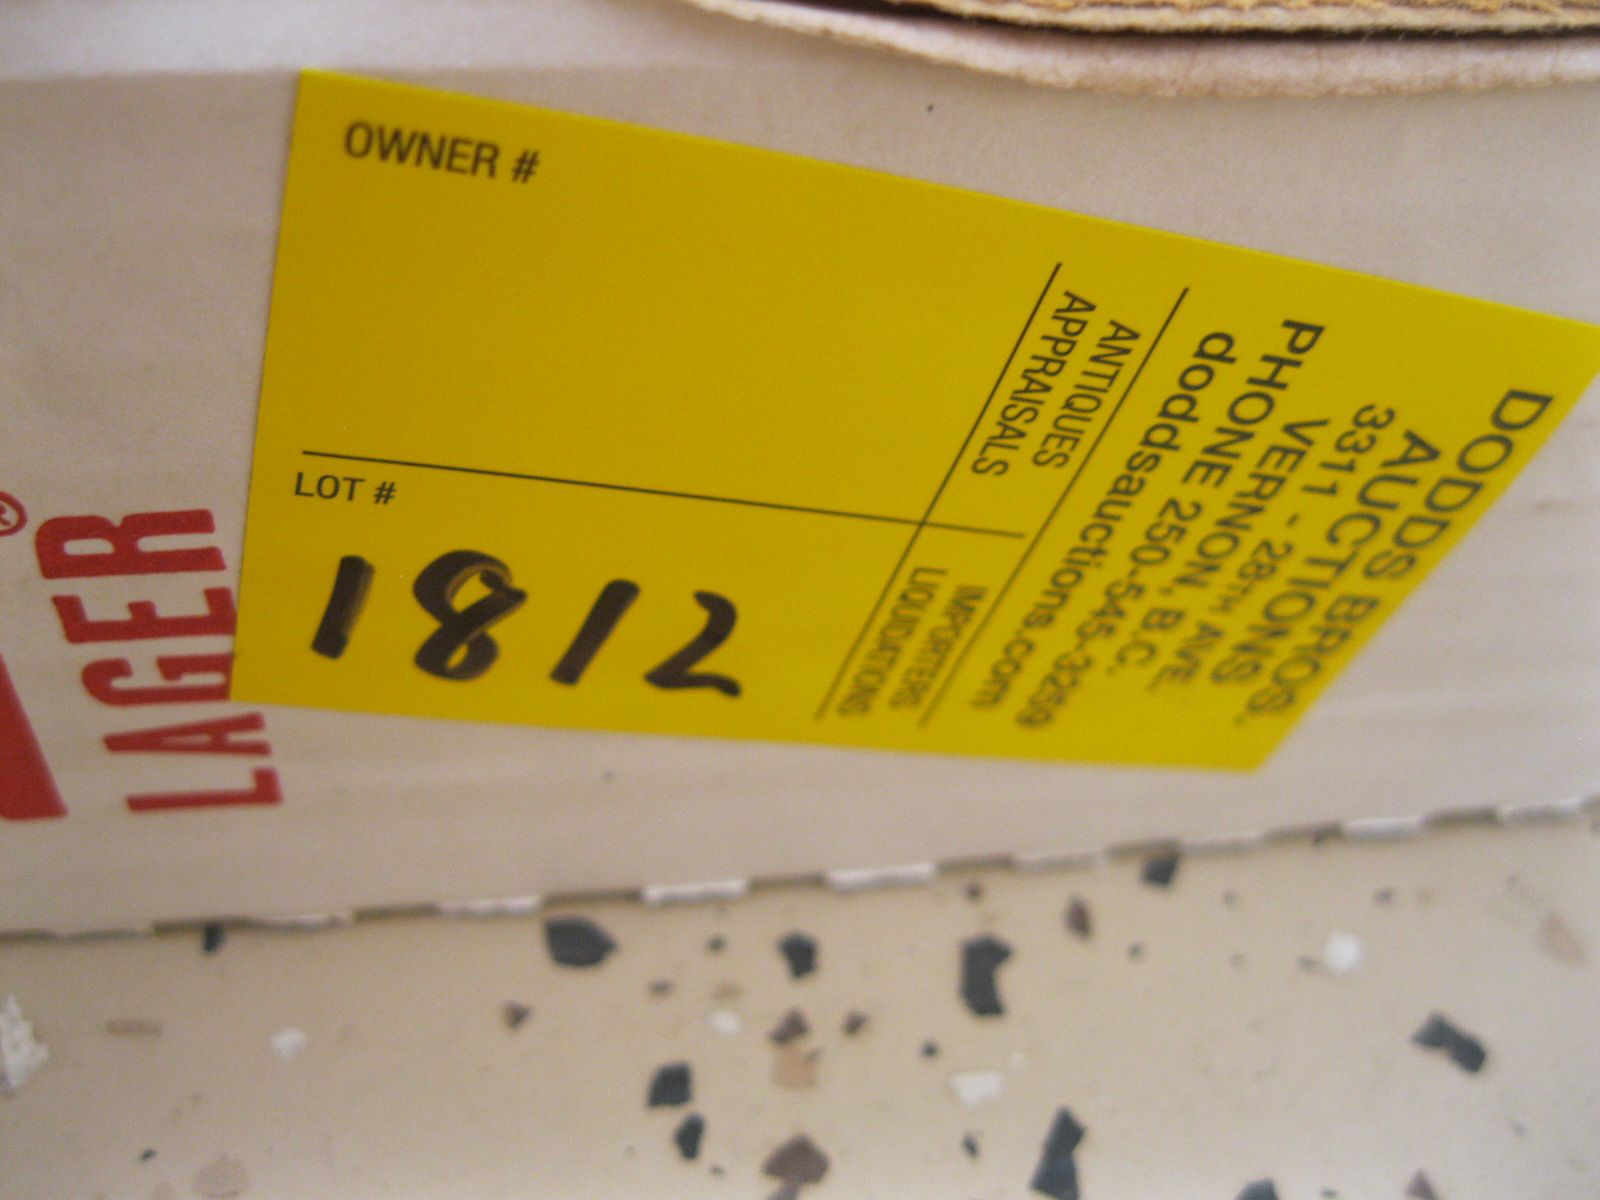 OWNER #
LOT #
1812
DODDS BROS.
AUCTIONS
3311 - 28TH AVE.
VERNON, B.C.
PHONE 250-545-3259
doddsauctions.com
ANTIQUES
APPRAISALS
IMPORTERS
LIQUIDATIONS
®
LAGER